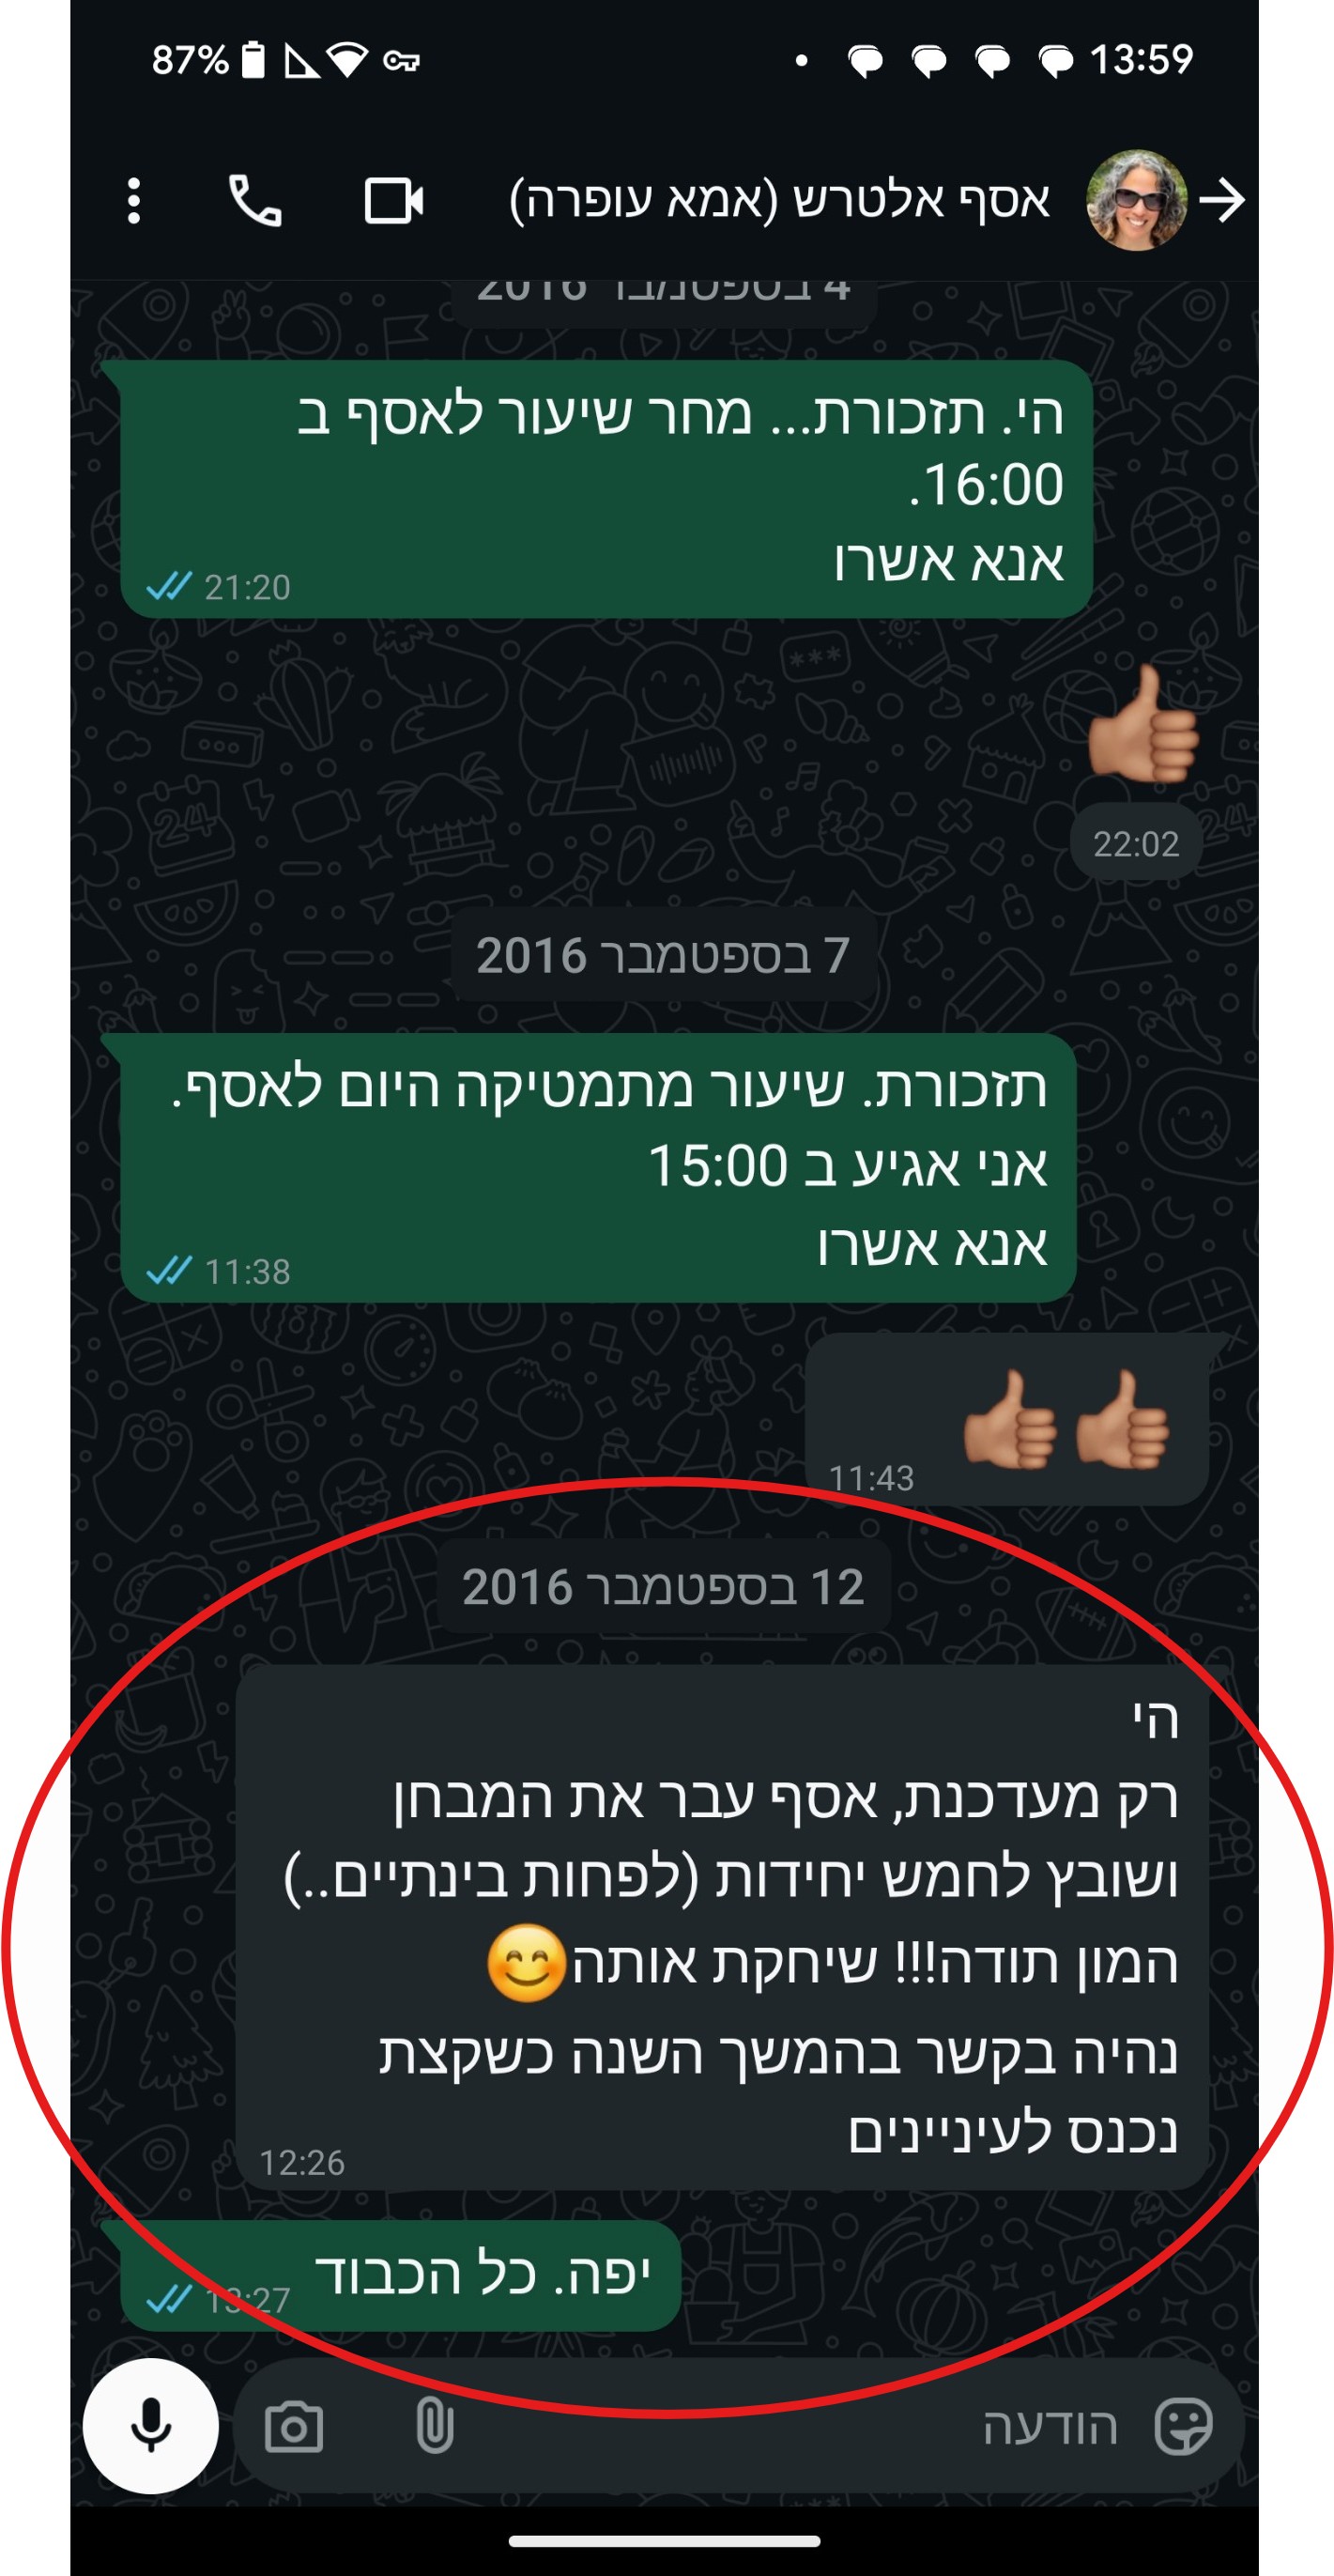 87% 13:59
אסף אלטרש (אמא עופרה)
4 בספטמבר 2016
הי. תזכורת... מחר שיעור לאסף ב
16:00.
אנא אשרו
21:20
22:02
7 בספטמבר 2016
תזכורת. שיעור מתמטיקה היום לאסף.
אני אגיע ב 15:00
אנא אשרו
11:38
11:43
12 בספטמבר 2016
הי
רק מעדכנת, אסף עבר את המבחן
ושובץ לחמש יחידות (לפחות בינתיים..)
המון תודה!!! שיחקת אותה😊
נהיה בקשר בהמשך השנה כשקצת
נכנס לעיניינים
12:26
יפה. כל הכבוד
13:27
הודעה